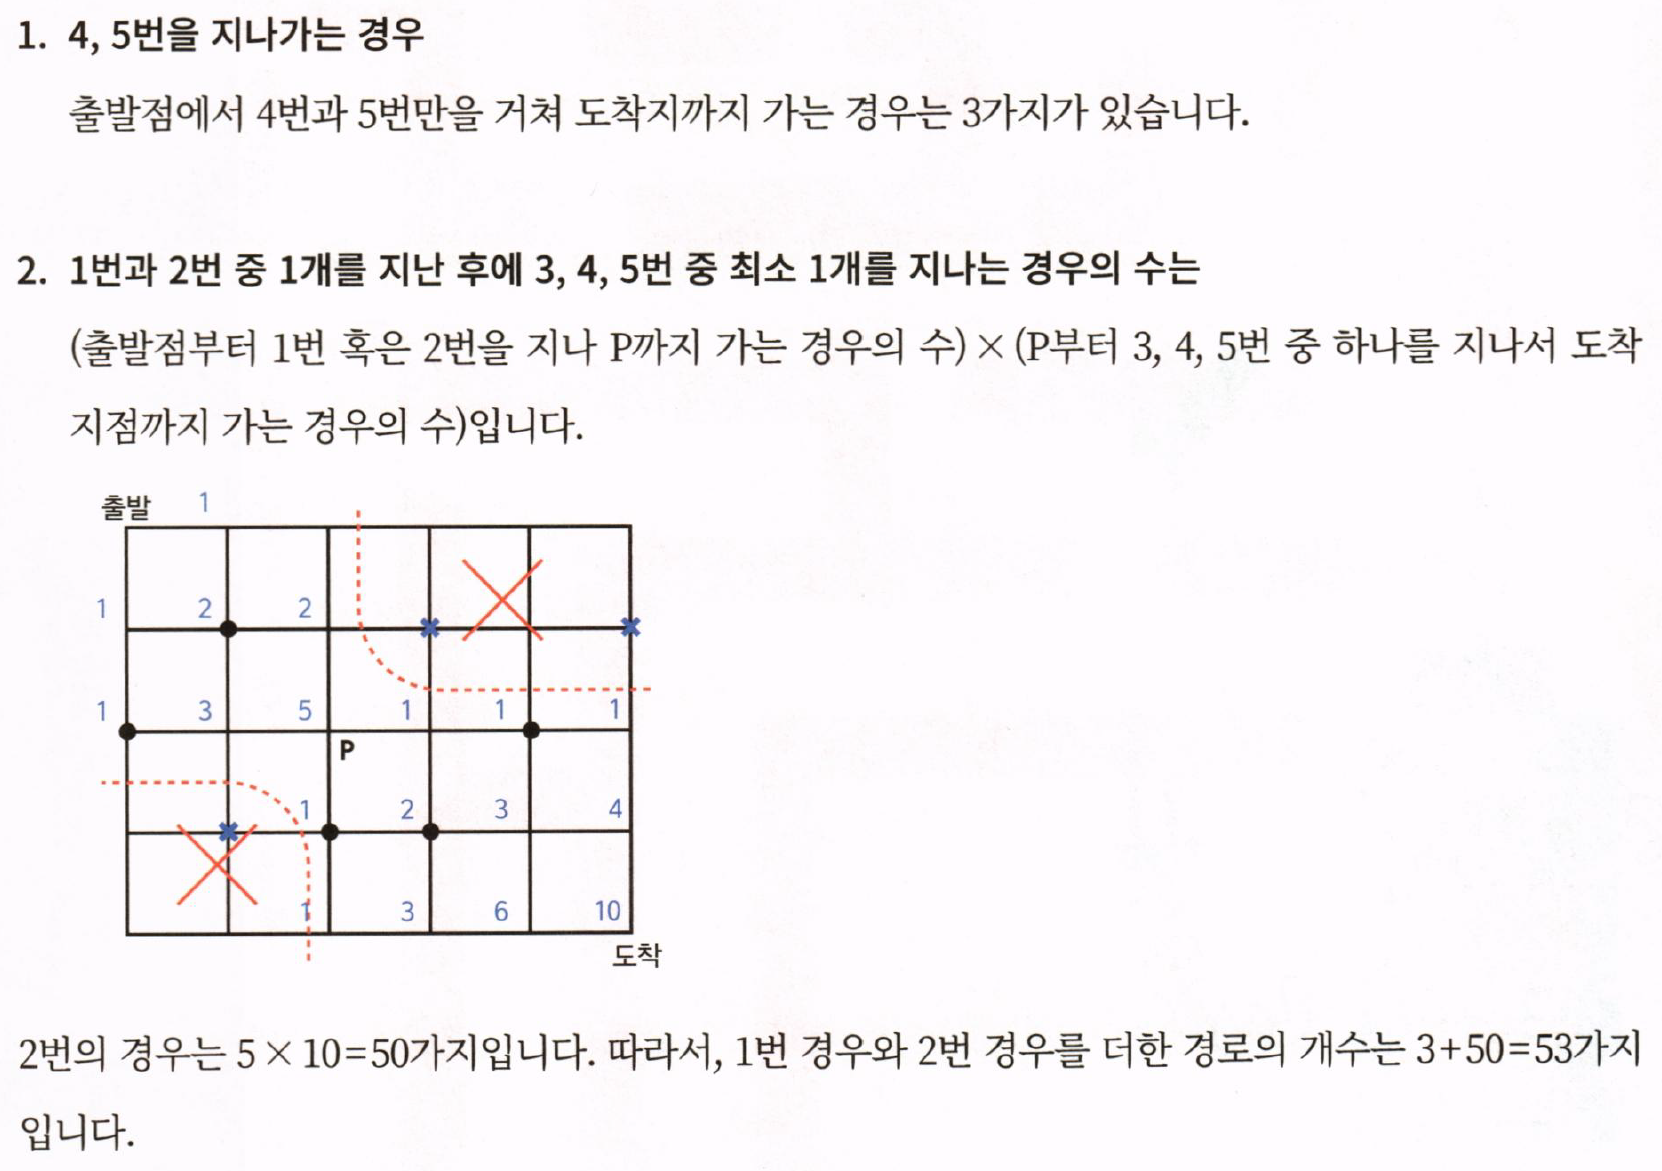 1. 4, 5번을 지나가는 경우
출발점에서 4번과 5번만을 거쳐 도착지까지 가는 경우는 3가지가 있습니다.
2. 1번과 2번 중 1개를 지난 후에 3, 4, 5번 중 최소 1개를 지나는 경우의 수는
(출발점부터 1번 혹은 2번을 지나 P까지 가는 경우의 수) × (P부터 3, 4, 5번 중 하나를 지나서 도착
지점까지 가는 경우의 수)입니다.
출발 1
1 2 2
1 3 5 1 1 1
P
1 2 3 4
1 3 6 10
도착
2번의 경우는 5 × 10=50가지입니다. 따라서, 1번 경우와 2번 경우를 더한 경로의 개수는 3+50=53가지
입니다.